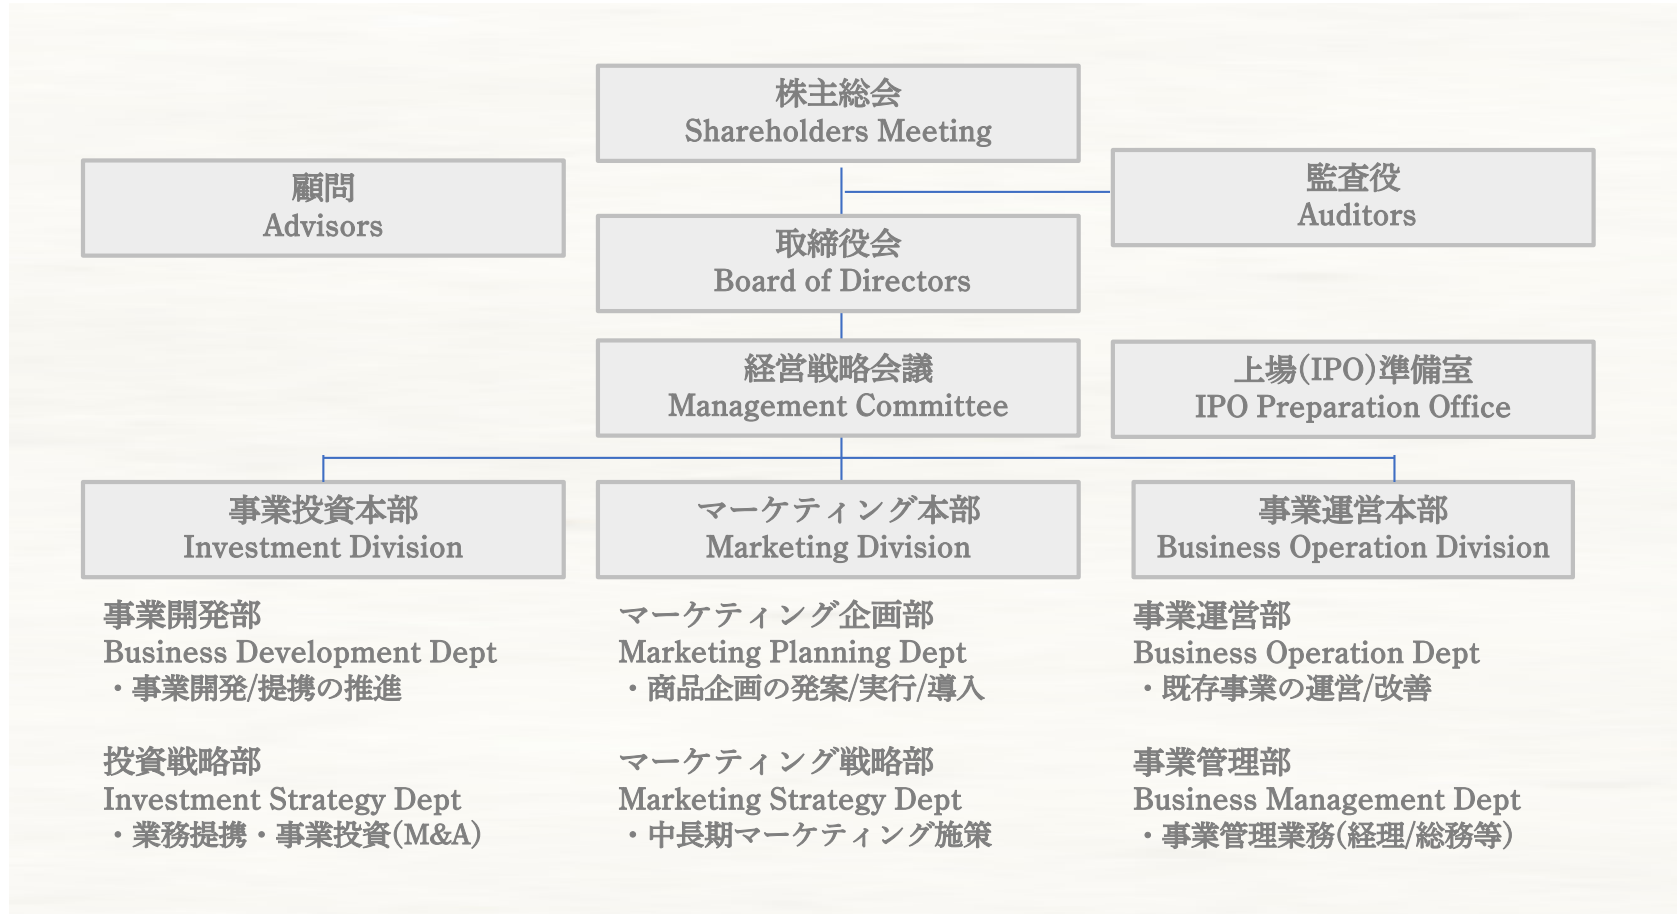 株主総会
Shareholders Meeting
顧問
Advisors
監査役
Auditors
取締役会
Board of Directors
経営戦略会議
Management Committee
上場(IPO)準備室
IPO Preparation Office
事業投資本部
Investment Division
マーケティング本部
Marketing Division
事業運営本部
Business Operation Division
事業開発部
Business Development Dept
・事業開発/提携の推進
投資戦略部
Investment Strategy Dept
・業務提携・事業投資(M&A)
マーケティング企画部
Marketing Planning Dept
・商品企画の発案/実行/導入
マーケティング戦略部
Marketing Strategy Dept
・中長期マーケティング施策
事業運営部
Business Operation Dept
・既存事業の運営/改善
事業管理部
Business Management Dept
・事業管理業務(経理/総務等)